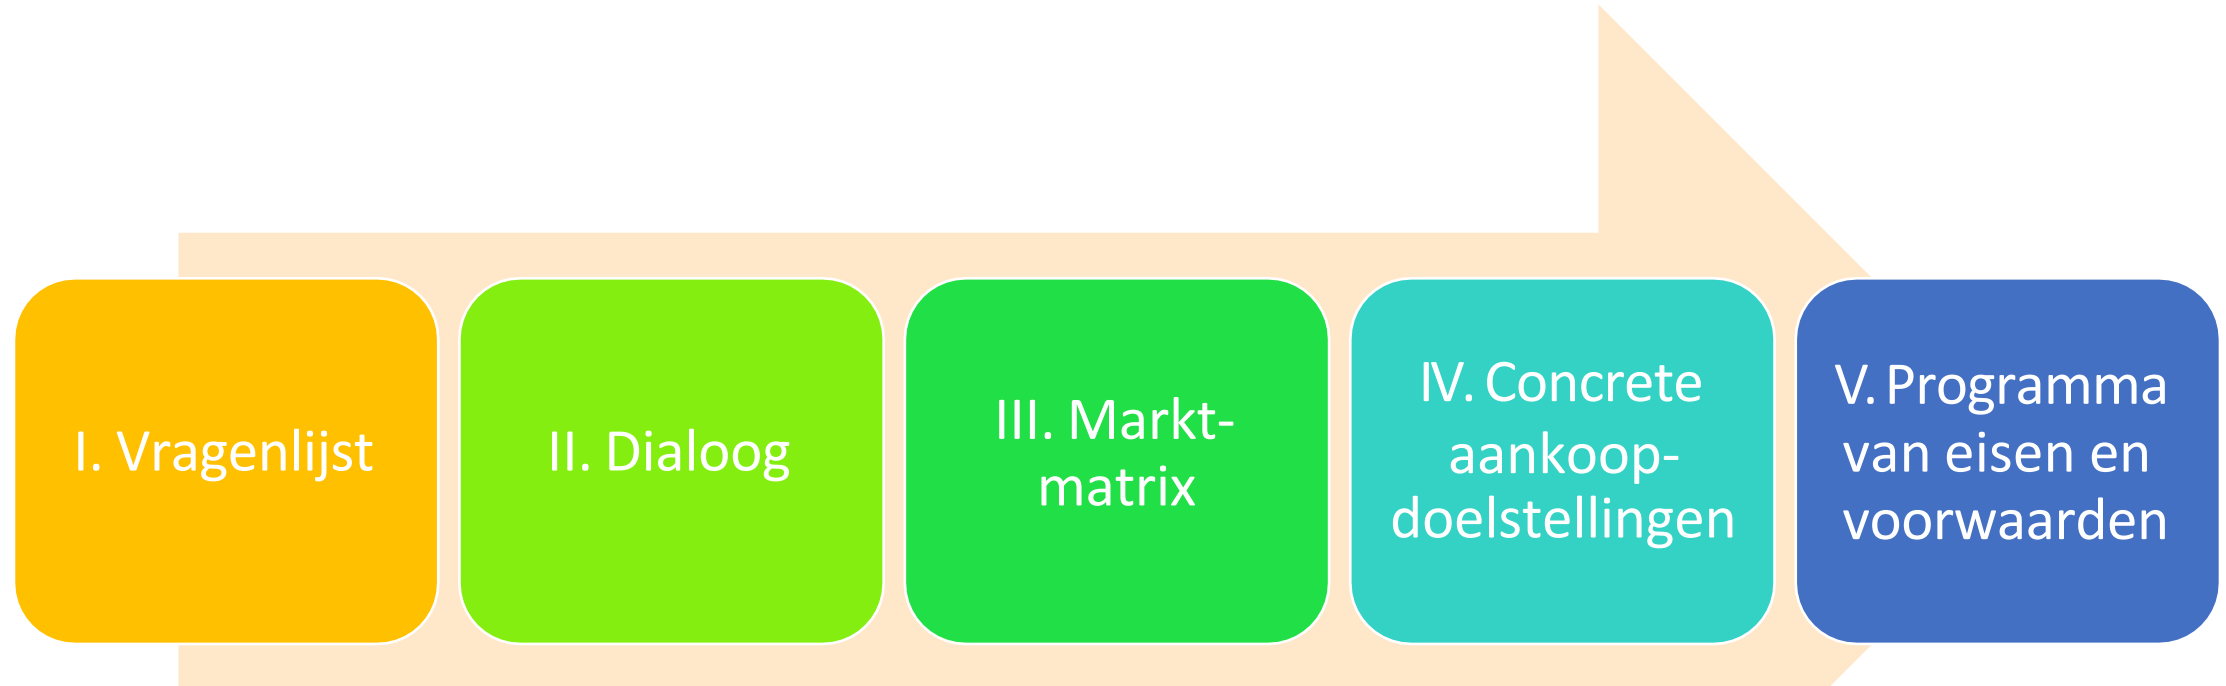 I. Vragenlijst
II. Dialoog
III. Markt-
matrix
IV. Concrete
aankoop-
doelstellingen
V. Programma
van eisen en
voorwaarden